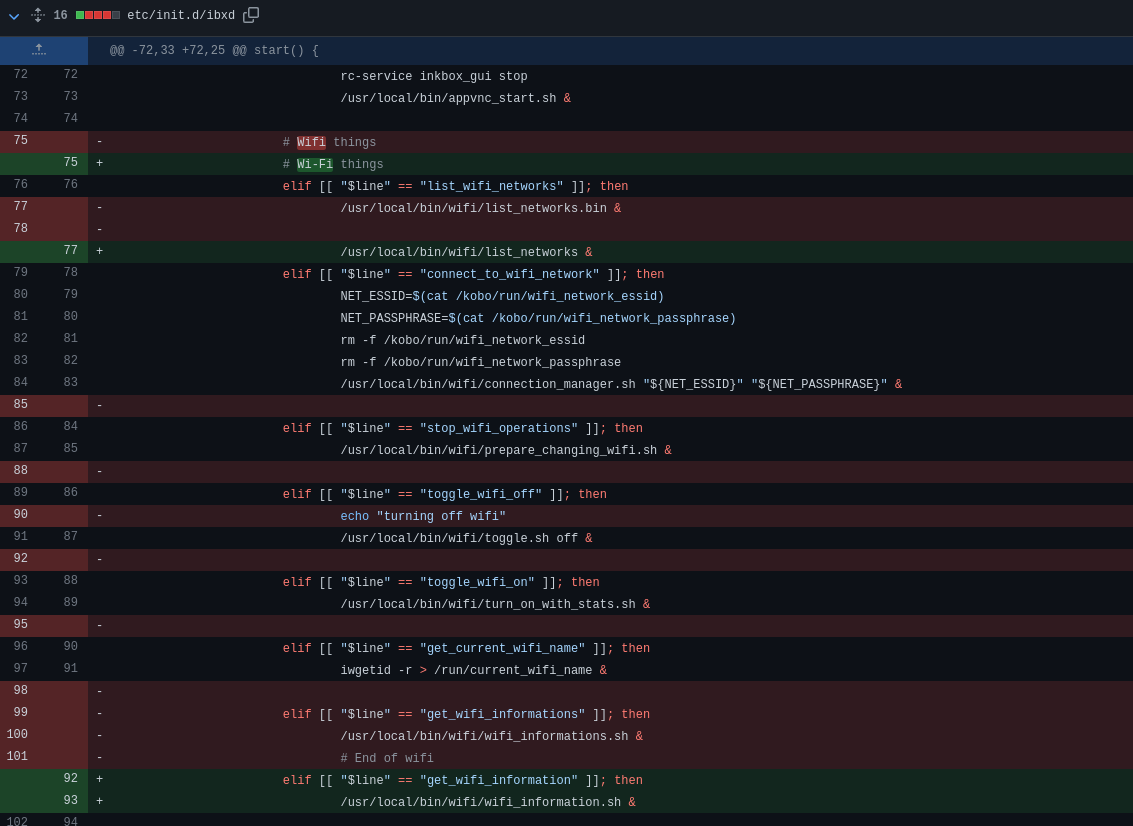 16 etc/init.d/ibxd
@@ -72,33 +72,25 @@ start() {
72 72 rc-service inkbox_gui stop
73 73 /usr/local/bin/appvnc_start.sh &
74 74
75 - # Wifi things
75 + # Wi-Fi things
76 76 elif [[ "$line" == "list_wifi_networks" ]]; then
77 - /usr/local/bin/wifi/list_networks.bin &
78 -
77 + /usr/local/bin/wifi/list_networks &
79 78 elif [[ "$line" == "connect_to_wifi_network" ]]; then
80 79 NET_ESSID=$(cat /kobo/run/wifi_network_essid)
81 80 NET_PASSPHRASE=$(cat /kobo/run/wifi_network_passphrase)
82 81 rm -f /kobo/run/wifi_network_essid
83 82 rm -f /kobo/run/wifi_network_passphrase
84 83 /usr/local/bin/wifi/connection_manager.sh "${NET_ESSID}" "${NET_PASSPHRASE}" &
85 -
86 84 elif [[ "$line" == "stop_wifi_operations" ]]; then
87 85 /usr/local/bin/wifi/prepare_changing_wifi.sh &
88 -
89 86 elif [[ "$line" == "toggle_wifi_off" ]]; then
90 - echo "turning off wifi"
91 87 /usr/local/bin/wifi/toggle.sh off &
92 -
93 88 elif [[ "$line" == "toggle_wifi_on" ]]; then
94 89 /usr/local/bin/wifi/turn_on_with_stats.sh &
95 -
96 90 elif [[ "$line" == "get_current_wifi_name" ]]; then
97 91 iwgetid -r > /run/current_wifi_name &
98 -
99 - elif [[ "$line" == "get_wifi_informations" ]]; then
100 - /usr/local/bin/wifi/wifi_informations.sh &
101 - # End of wifi
92 + elif [[ "$line" == "get_wifi_information" ]]; then
93 + /usr/local/bin/wifi/wifi_information.sh &
102 94